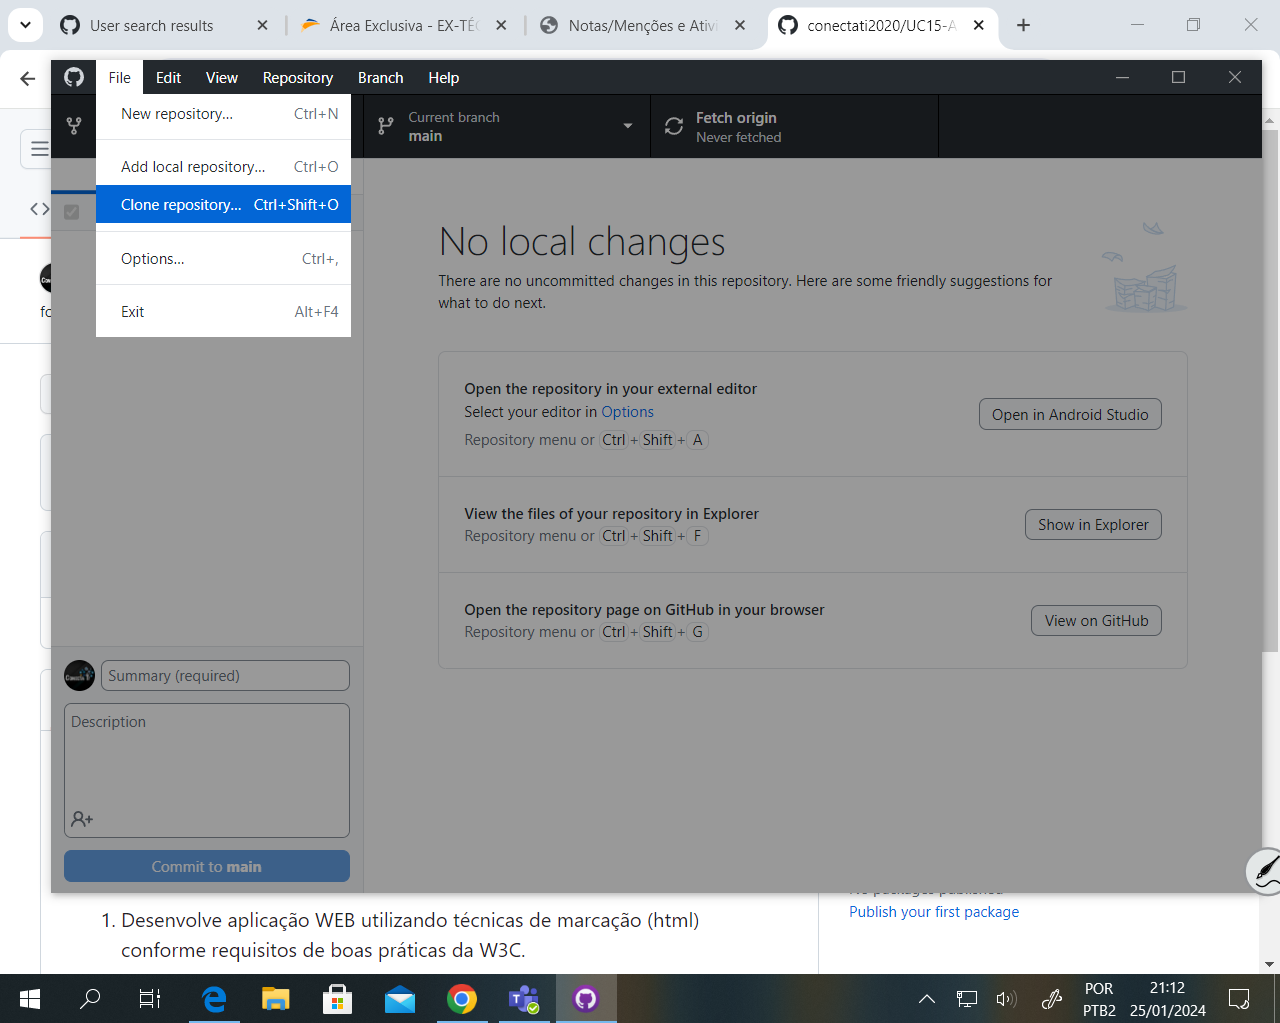 User search results
Área Exclusiva - EX-TÉC
Notas/Menções e Ativi
conectati2020/UC15-A
File Edit View Repository Branch Help
New repository... Ctrl+N
Add local repository... Ctrl+O
Clone repository... Ctrl+Shift+O
Options... Ctrl+,
Exit Alt+F4
Current branch
main
Fetch origin
Never fetched
fo
No local changes
There are no uncommitted changes in this repository. Here are some friendly suggestions for
what to do next.
Open the repository in your external editor
Select your editor in Options
Repository menu or Ctrl + Shift + A
Open in Android Studio
View the files of your repository in Explorer
Repository menu or Ctrl + Shift + F
Show in Explorer
Open the repository page on GitHub in your browser
Repository menu or Ctrl + Shift + G
View on GitHub
Summary (required)
Description
Commit to main
No packages published
Publish your first package
1. Desenvolve aplicação WEB utilizando técnicas de marcação (html)
conforme requisitos de boas práticas da W3C.
POR
PTB2
21:12
25/01/2024